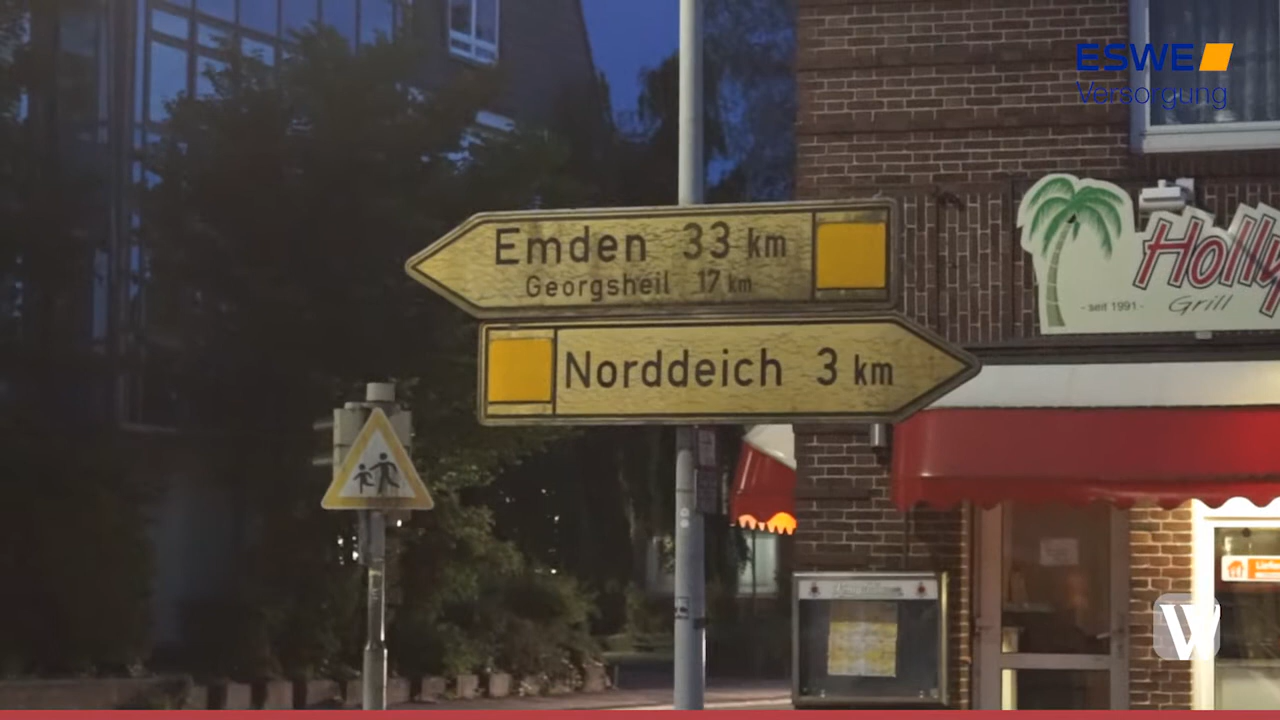 ESWE
Versorgung
Emden 33 km
Georgsheil 17 km
Norddeich 3 km
Holly
- seit 1991 -
Grill
W